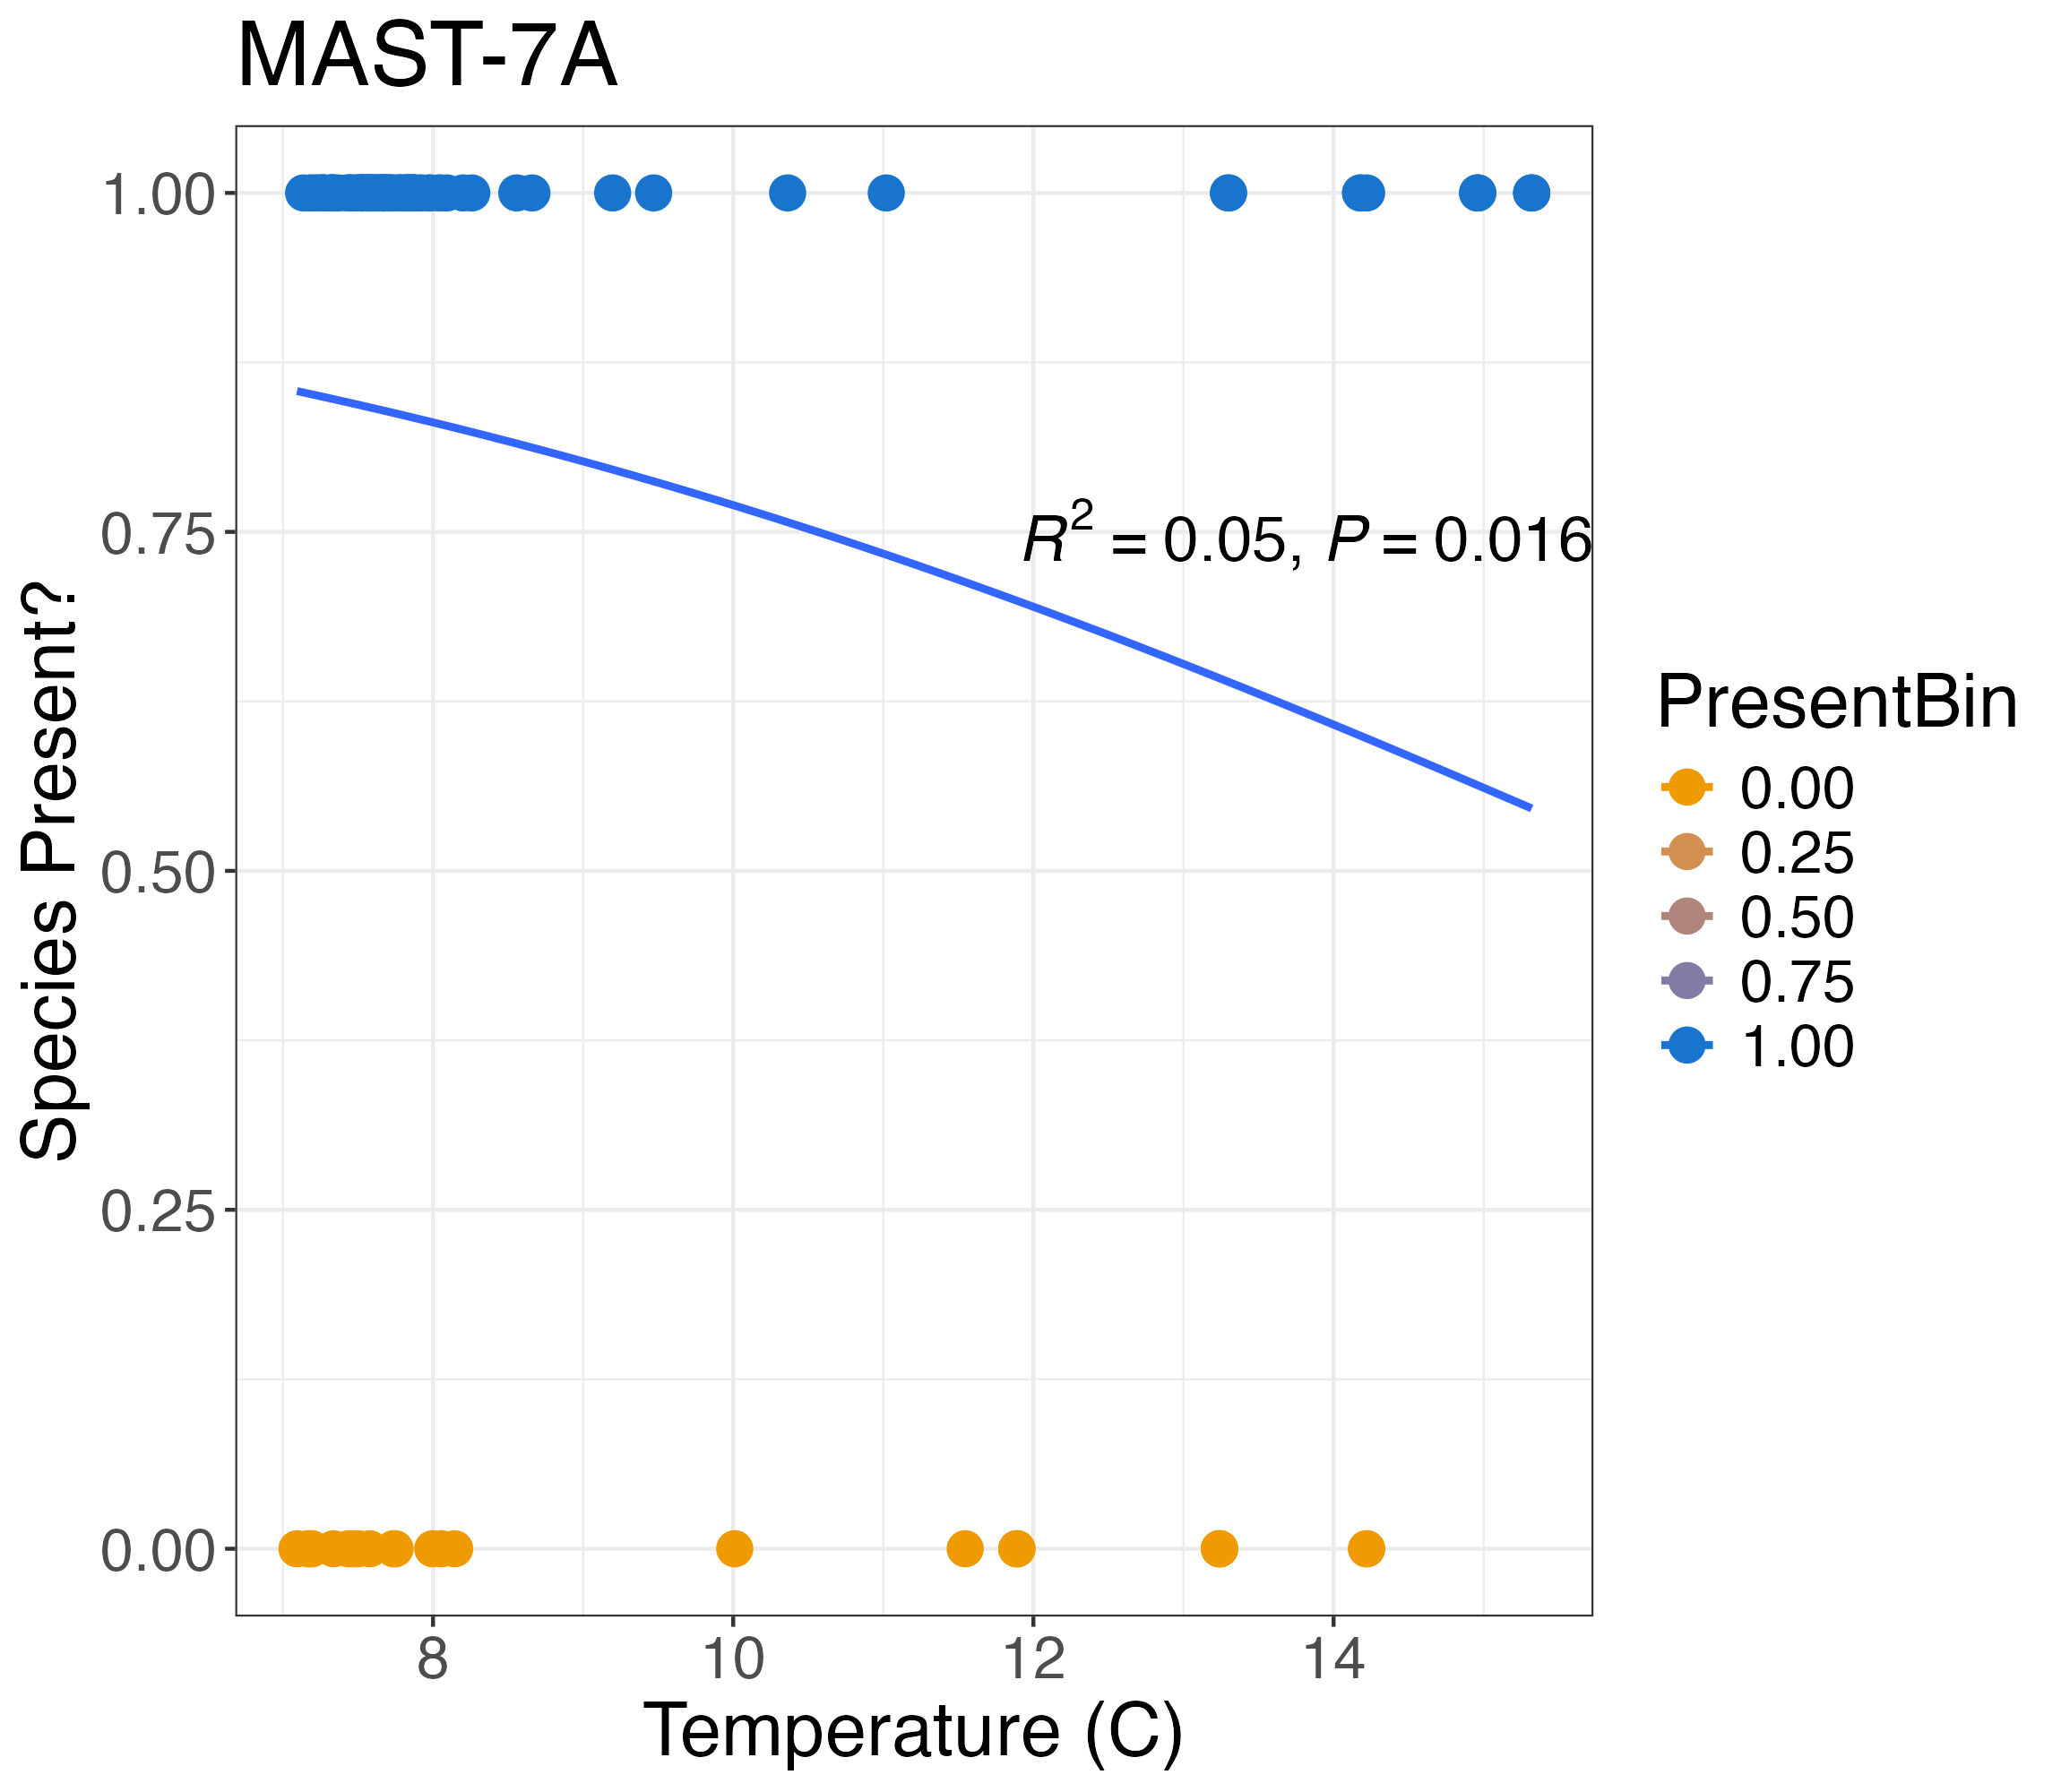 MAST-7A
1.00
0.75
0.50
0.25
0.00
Species Present?
R² = 0.05, P = 0.016
8 10 12 14
Temperature (C)
PresentBin
0.00
0.25
0.50
0.75
1.00